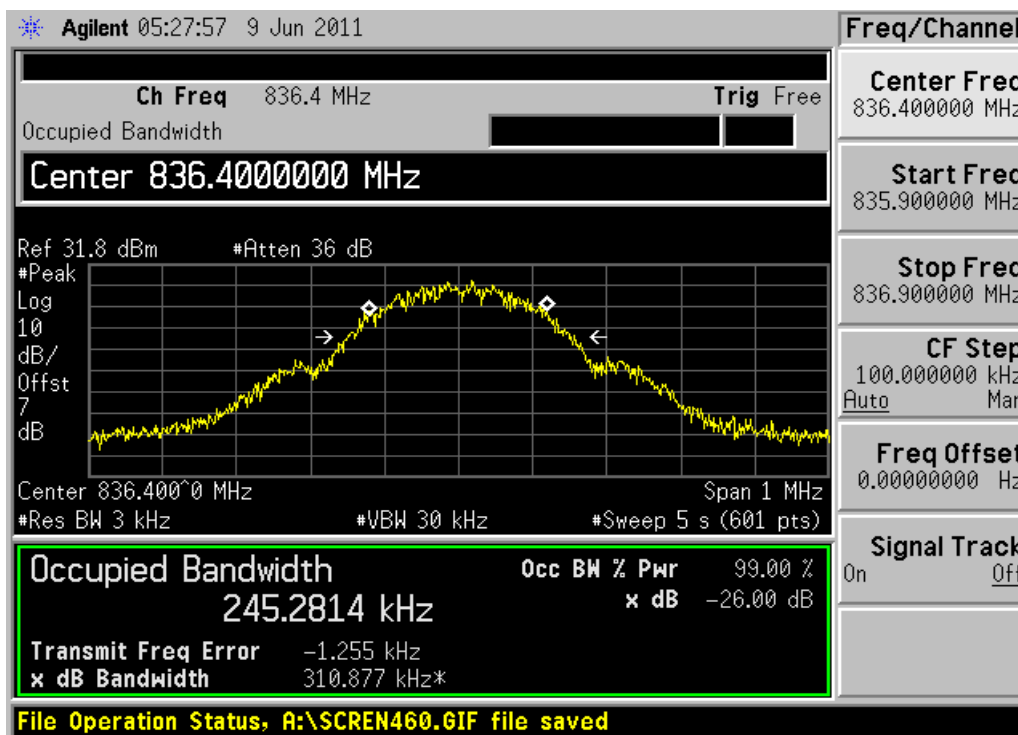 Agilent 05:27:57 9 Jun 2011
Ch Freq 836.4 MHz Trig Free
Occupied Bandwidth
Center 836.4000000 MHz
Ref 31.8 dBm #Atten 36 dB
#Peak
Log
10
dB/
Offst
7
dB
Center 836.400^0 MHz Span 1 MHz
#Res BW 3 kHz #VBW 30 kHz #Sweep 5 s (601 pts)
Occupied Bandwidth
245.2814 kHz
Occ BW % Pwr 99.00 %
x dB -26.00 dB
Transmit Freq Error -1.255 kHz
x dB Bandwidth 310.877 kHz*
File Operation Status, A:\SCREN460.GIF file saved
Freq/Channel
Center Freq
836.400000 MHz
Start Freq
835.900000 MHz
Stop Freq
836.900000 MHz
CF Step
100.000000 kHz
Auto Man
Freq Offset
0.00000000 Hz
Signal Track
On Off